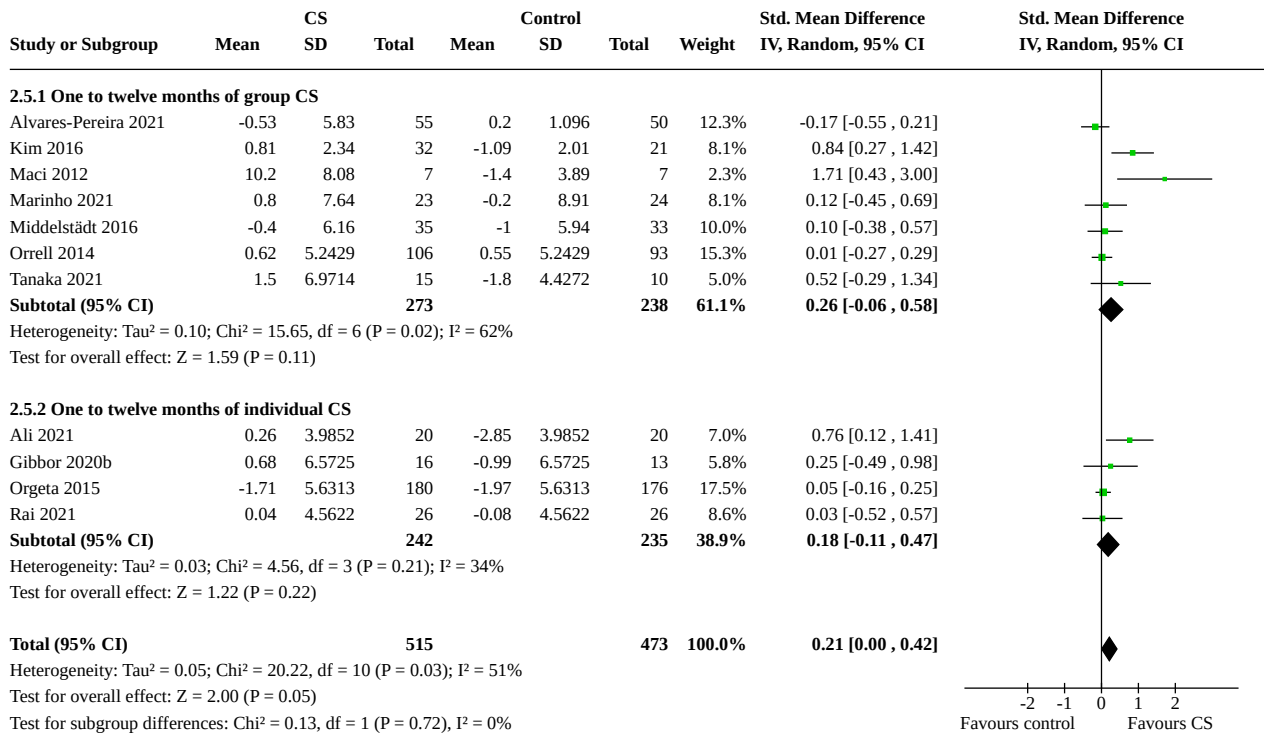 CS Control Std. Mean Difference Std. Mean Difference
Study or Subgroup Mean SD Total Mean SD Total Weight IV, Random, 95% CI IV, Random, 95% CI
2.5.1 One to twelve months of group CS
Alvares-Pereira 2021 -0.53 5.83 55 0.2 1.096 50 12.3% -0.17 [-0.55 , 0.21]
Kim 2016 0.81 2.34 32 -1.09 2.01 21 8.1% 0.84 [0.27 , 1.42]
Maci 2012 10.2 8.08 7 -1.4 3.89 7 2.3% 1.71 [0.43 , 3.00]
Marinho 2021 0.8 7.64 23 -0.2 8.91 24 8.1% 0.12 [-0.45 , 0.69]
Middelstädt 2016 -0.4 6.16 35 -1 5.94 33 10.0% 0.10 [-0.38 , 0.57]
Orrell 2014 0.62 5.2429 106 0.55 5.2429 93 15.3% 0.01 [-0.27 , 0.29]
Tanaka 2021 1.5 6.9714 15 -1.8 4.4272 10 5.0% 0.52 [-0.29 , 1.34]
Subtotal (95% CI) 273 238 61.1% 0.26 [-0.06 , 0.58]
Heterogeneity: Tau² = 0.10; Chi² = 15.65, df = 6 (P = 0.02); I² = 62%
Test for overall effect: Z = 1.59 (P = 0.11)
2.5.2 One to twelve months of individual CS
Ali 2021 0.26 3.9852 20 -2.85 3.9852 20 7.0% 0.76 [0.12 , 1.41]
Gibbor 2020b 0.68 6.5725 16 -0.99 6.5725 13 5.8% 0.25 [-0.49 , 0.98]
Orgeta 2015 -1.71 5.6313 180 -1.97 5.6313 176 17.5% 0.05 [-0.16 , 0.25]
Rai 2021 0.04 4.5622 26 -0.08 4.5622 26 8.6% 0.03 [-0.52 , 0.57]
Subtotal (95% CI) 242 235 38.9% 0.18 [-0.11 , 0.47]
Heterogeneity: Tau² = 0.03; Chi² = 4.56, df = 3 (P = 0.21); I² = 34%
Test for overall effect: Z = 1.22 (P = 0.22)
Total (95% CI) 515 473 100.0% 0.21 [0.00 , 0.42]
Heterogeneity: Tau² = 0.05; Chi² = 20.22, df = 10 (P = 0.03); I² = 51%
Test for overall effect: Z = 2.00 (P = 0.05)
Test for subgroup differences: Chi² = 0.13, df = 1 (P = 0.72), I² = 0%
-2 -1 0 1 2
Favours control Favours CS